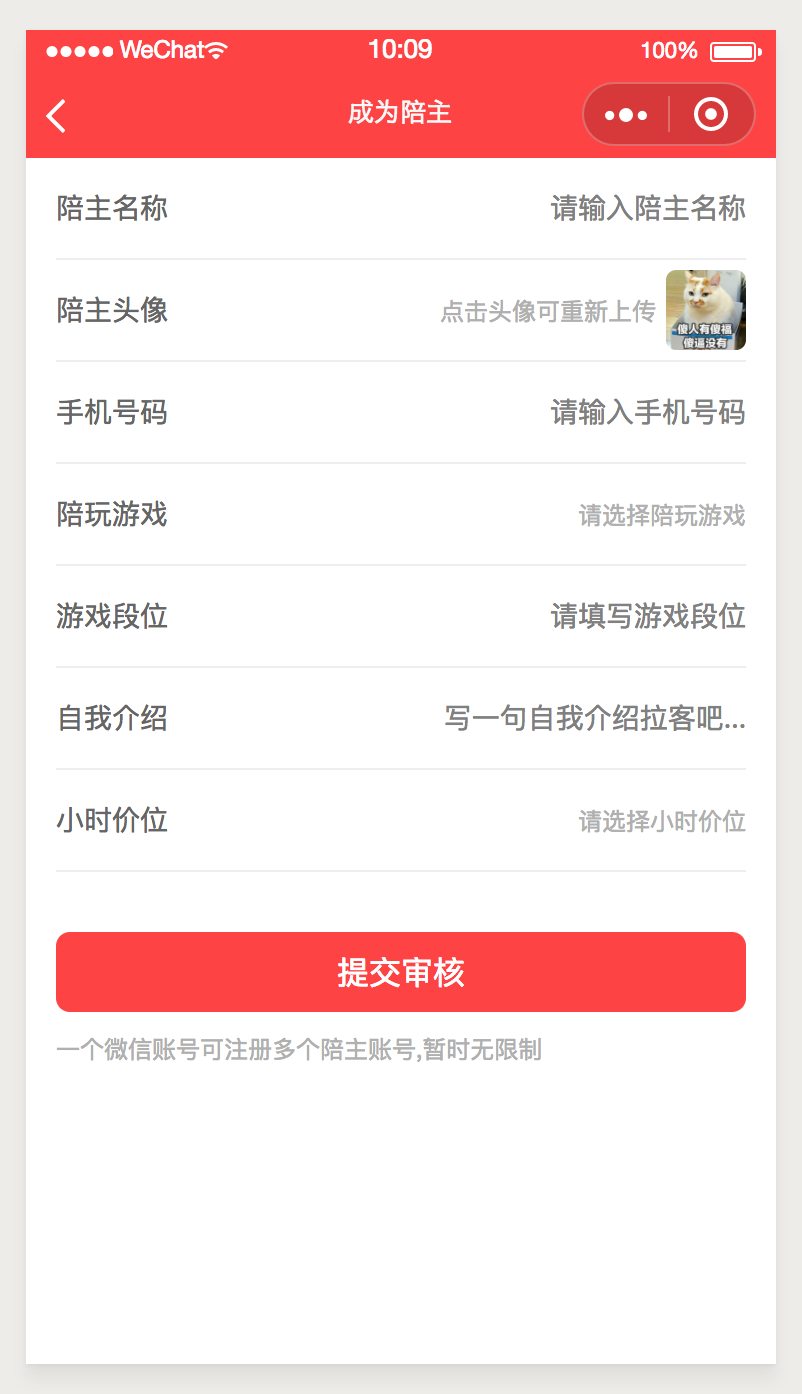 WeChat 10:09 100%
成为陪主
陪主名称 请输入陪主名称
陪主头像 点击头像可重新上传
傻人有傻福
傻逼没有
手机号码 请输入手机号码
陪玩游戏 请选择陪玩游戏
游戏段位 请填写游戏段位
自我介绍 写一句自我介绍拉客吧...
小时价位 请选择小时价位
提交审核
一个微信账号可注册多个陪主账号,暂时无限制